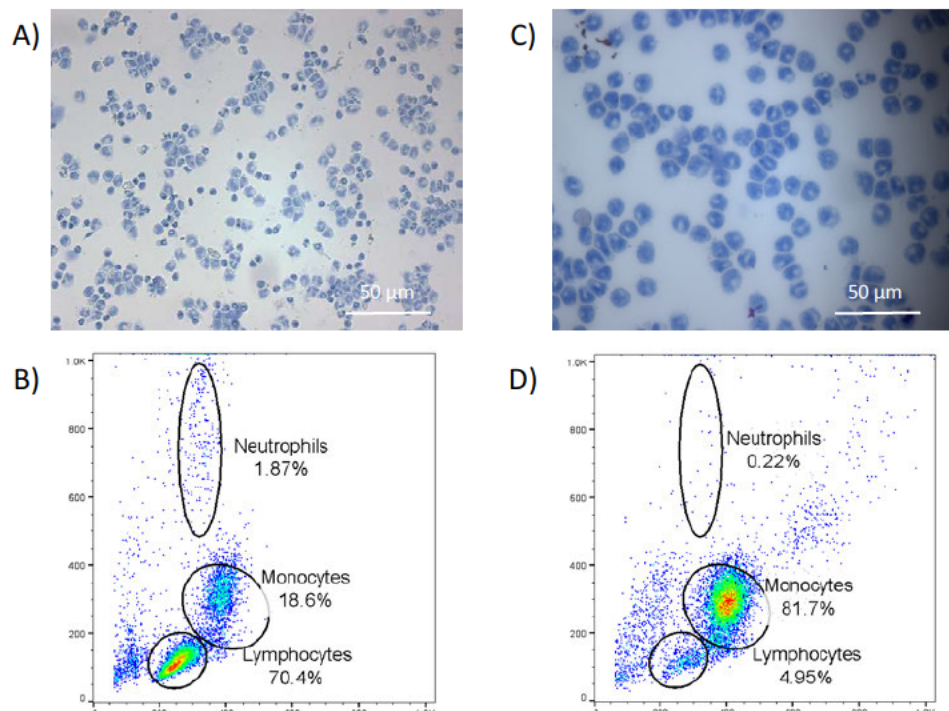 A)
50 µm
C)
50 µm
B)
1.0K
800
600
400
200
0
Neutrophils
1.87%
Monocytes
18.6%
Lymphocytes
70.4%
D)
1.0K
800
600
400
200
0
Neutrophils
0.22%
Monocytes
81.7%
Lymphocytes
4.95%